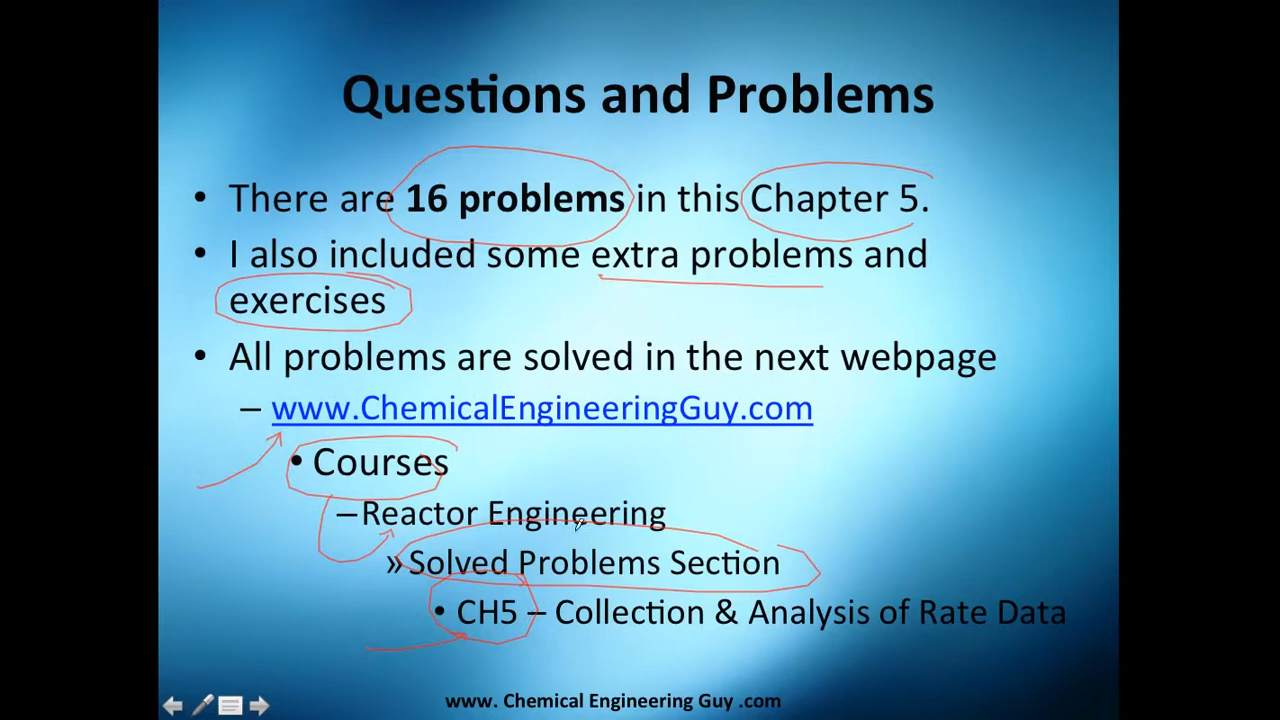 Questions and Problems
• There are 16 problems in this Chapter 5.
• I also included some extra problems and
exercises
• All problems are solved in the next webpage
– www.ChemicalEngineeringGuy.com
• Courses
–Reactor Engineering
»Solved Problems Section
• CH5 – Collection & Analysis of Rate Data
www. Chemical Engineering Guy .com